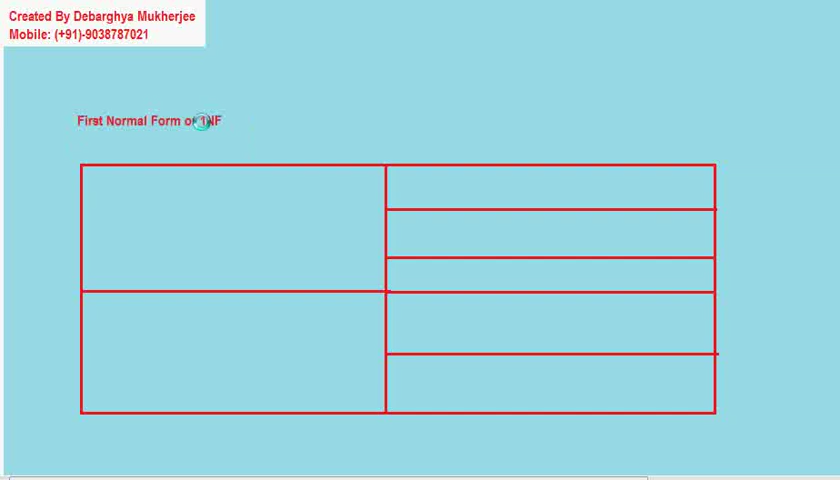 Created By Debarghya Mukherjee
Mobile: (+91)-9038787021
First Normal Form or 1NF